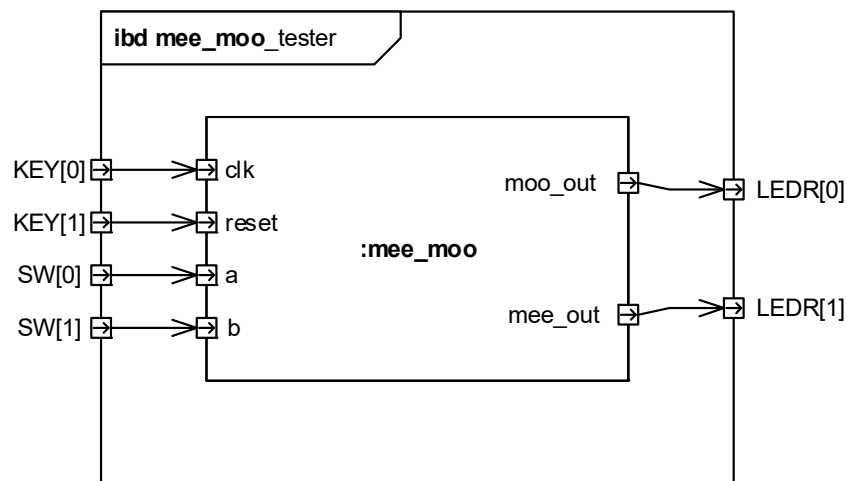 ibd mee_moo_tester
KEY[0]
clk
KEY[1]
reset
SW[0]
a
SW[1]
b
:mee_moo
moo_out
LEDR[0]
mee_out
LEDR[1]